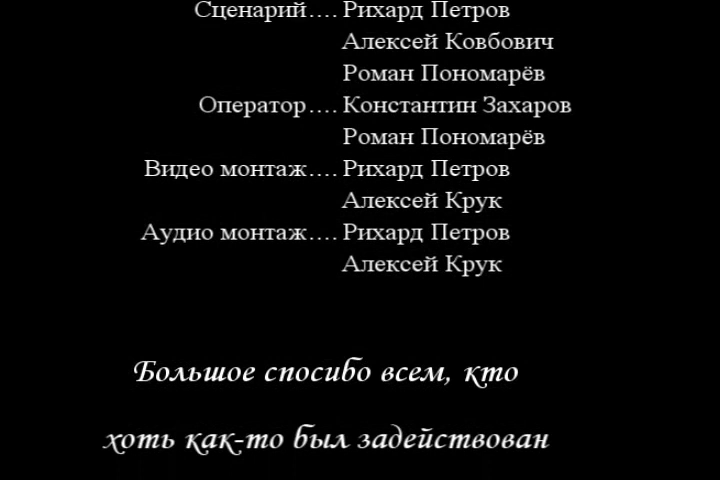 Сценарий.... Рихард Петров
Алексей Ковбович
Роман Пономарёв
Оператор.... Константин Захаров
Роман Пономарёв
Видео монтаж.... Рихард Петров
Алексей Крук
Аудио монтаж.... Рихард Петров
Алексей Крук
Большое спосибо всем, кто
хоть как-то был задействован